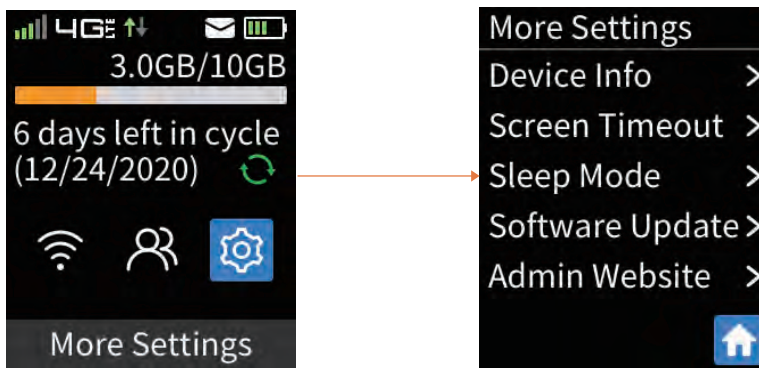 4G LTE
3.0GB/10GB
6 days left in cycle
(12/24/2020)
More Settings
More Settings
Device Info
Screen Timeout
Sleep Mode
Software Update
Admin Website